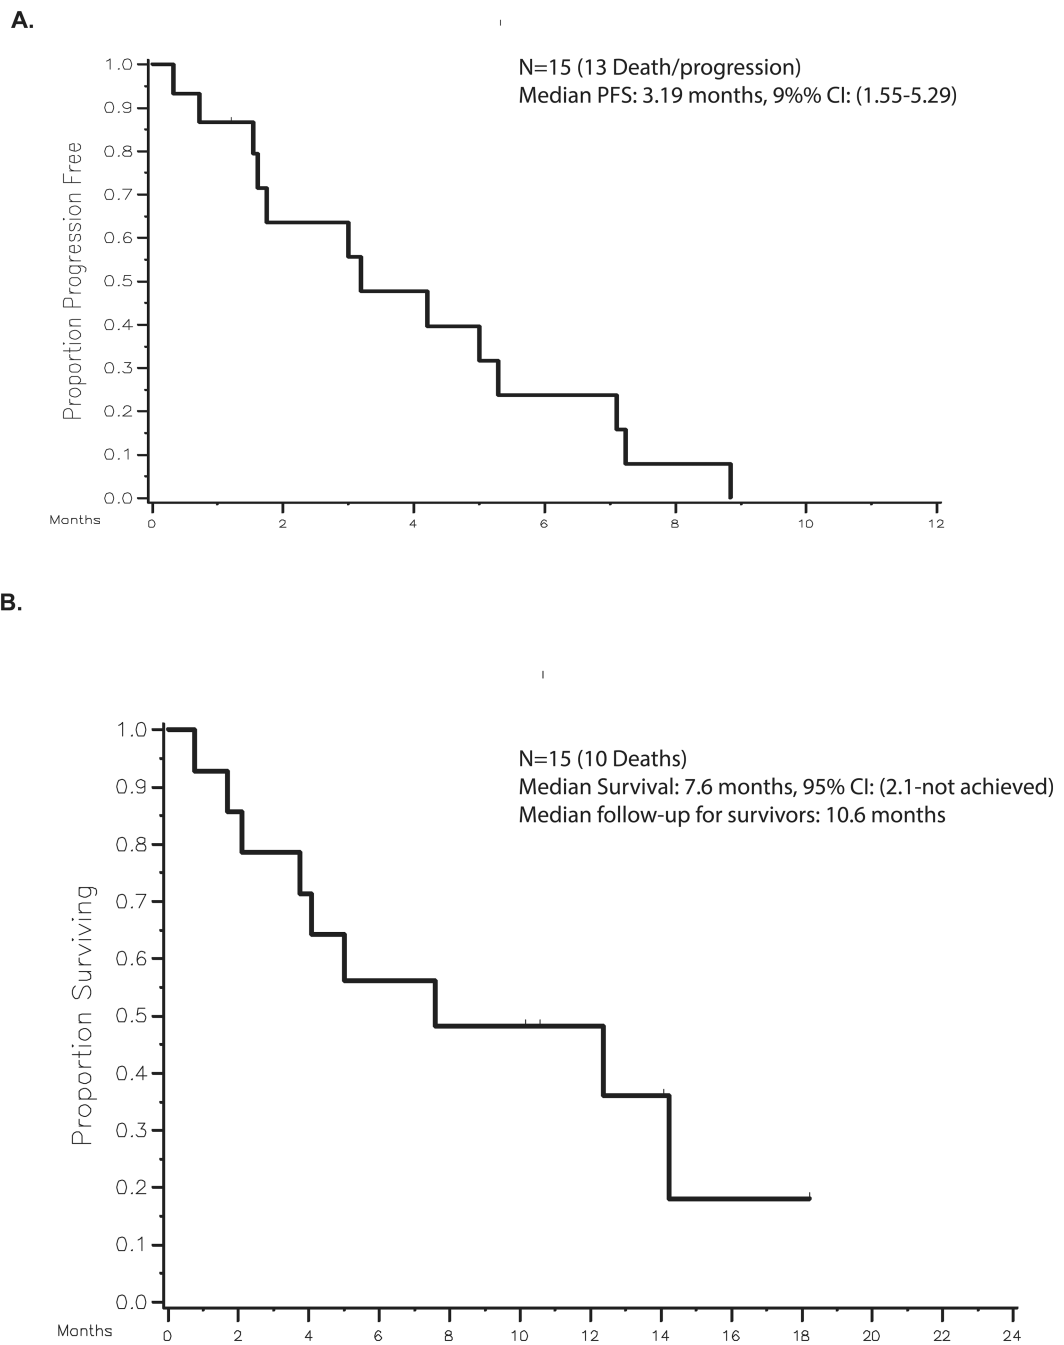 A.
N=15 (13 Death/progression)
Median PFS: 3.19 months, 9%% CI: (1.55-5.29)
Proportion Progression Free
1.0
0.9
0.8
0.7
0.6
0.5
0.4
0.3
0.2
0.1
0.0
Months
0 2 4 6 8 10 12
B.
N=15 (10 Deaths)
Median Survival: 7.6 months, 95% CI: (2.1-not achieved)
Median follow-up for survivors: 10.6 months
Proportion Surviving
1.0
0.9
0.8
0.7
0.6
0.5
0.4
0.3
0.2
0.1
0.0
Months
0 2 4 6 8 10 12 14 16 18 20 22 24